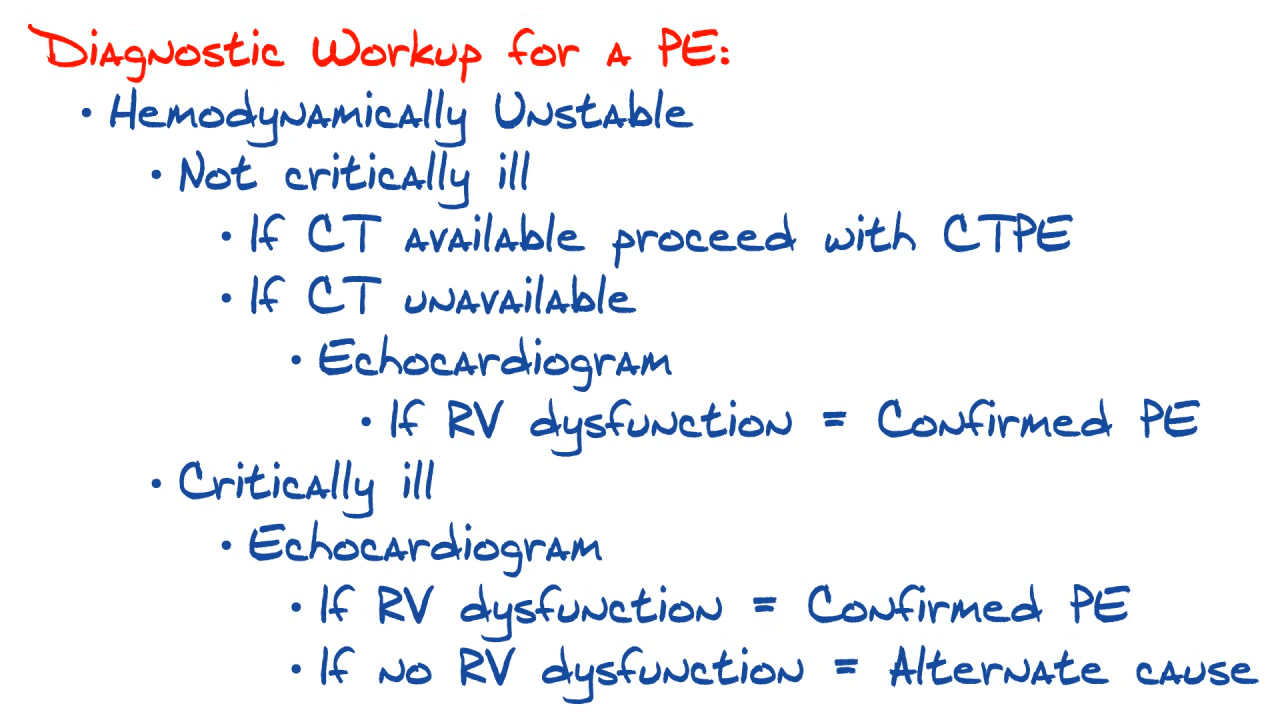 Diagnostic Workup for a PE:
• Hemodynamically Unstable
• Not critically ill
• If CT available proceed with CTPE
• If CT unavailable
• Echocardiogram
• If RV dysfunction = Confirmed PE
• Critically ill
• Echocardiogram
• If RV dysfunction = Confirmed PE
• If no RV dysfunction = Alternate cause